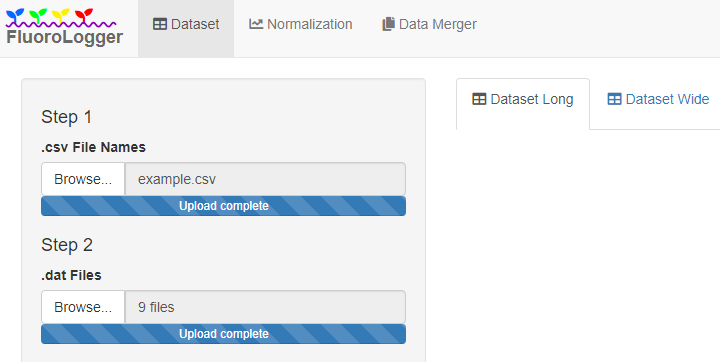 FluoroLogger
Dataset
Normalization
Data Merger
Dataset Long
Dataset Wide
Step 1
.csv File Names
Browse...
example.csv
Upload complete
Step 2
.dat Files
Browse...
9 files
Upload complete